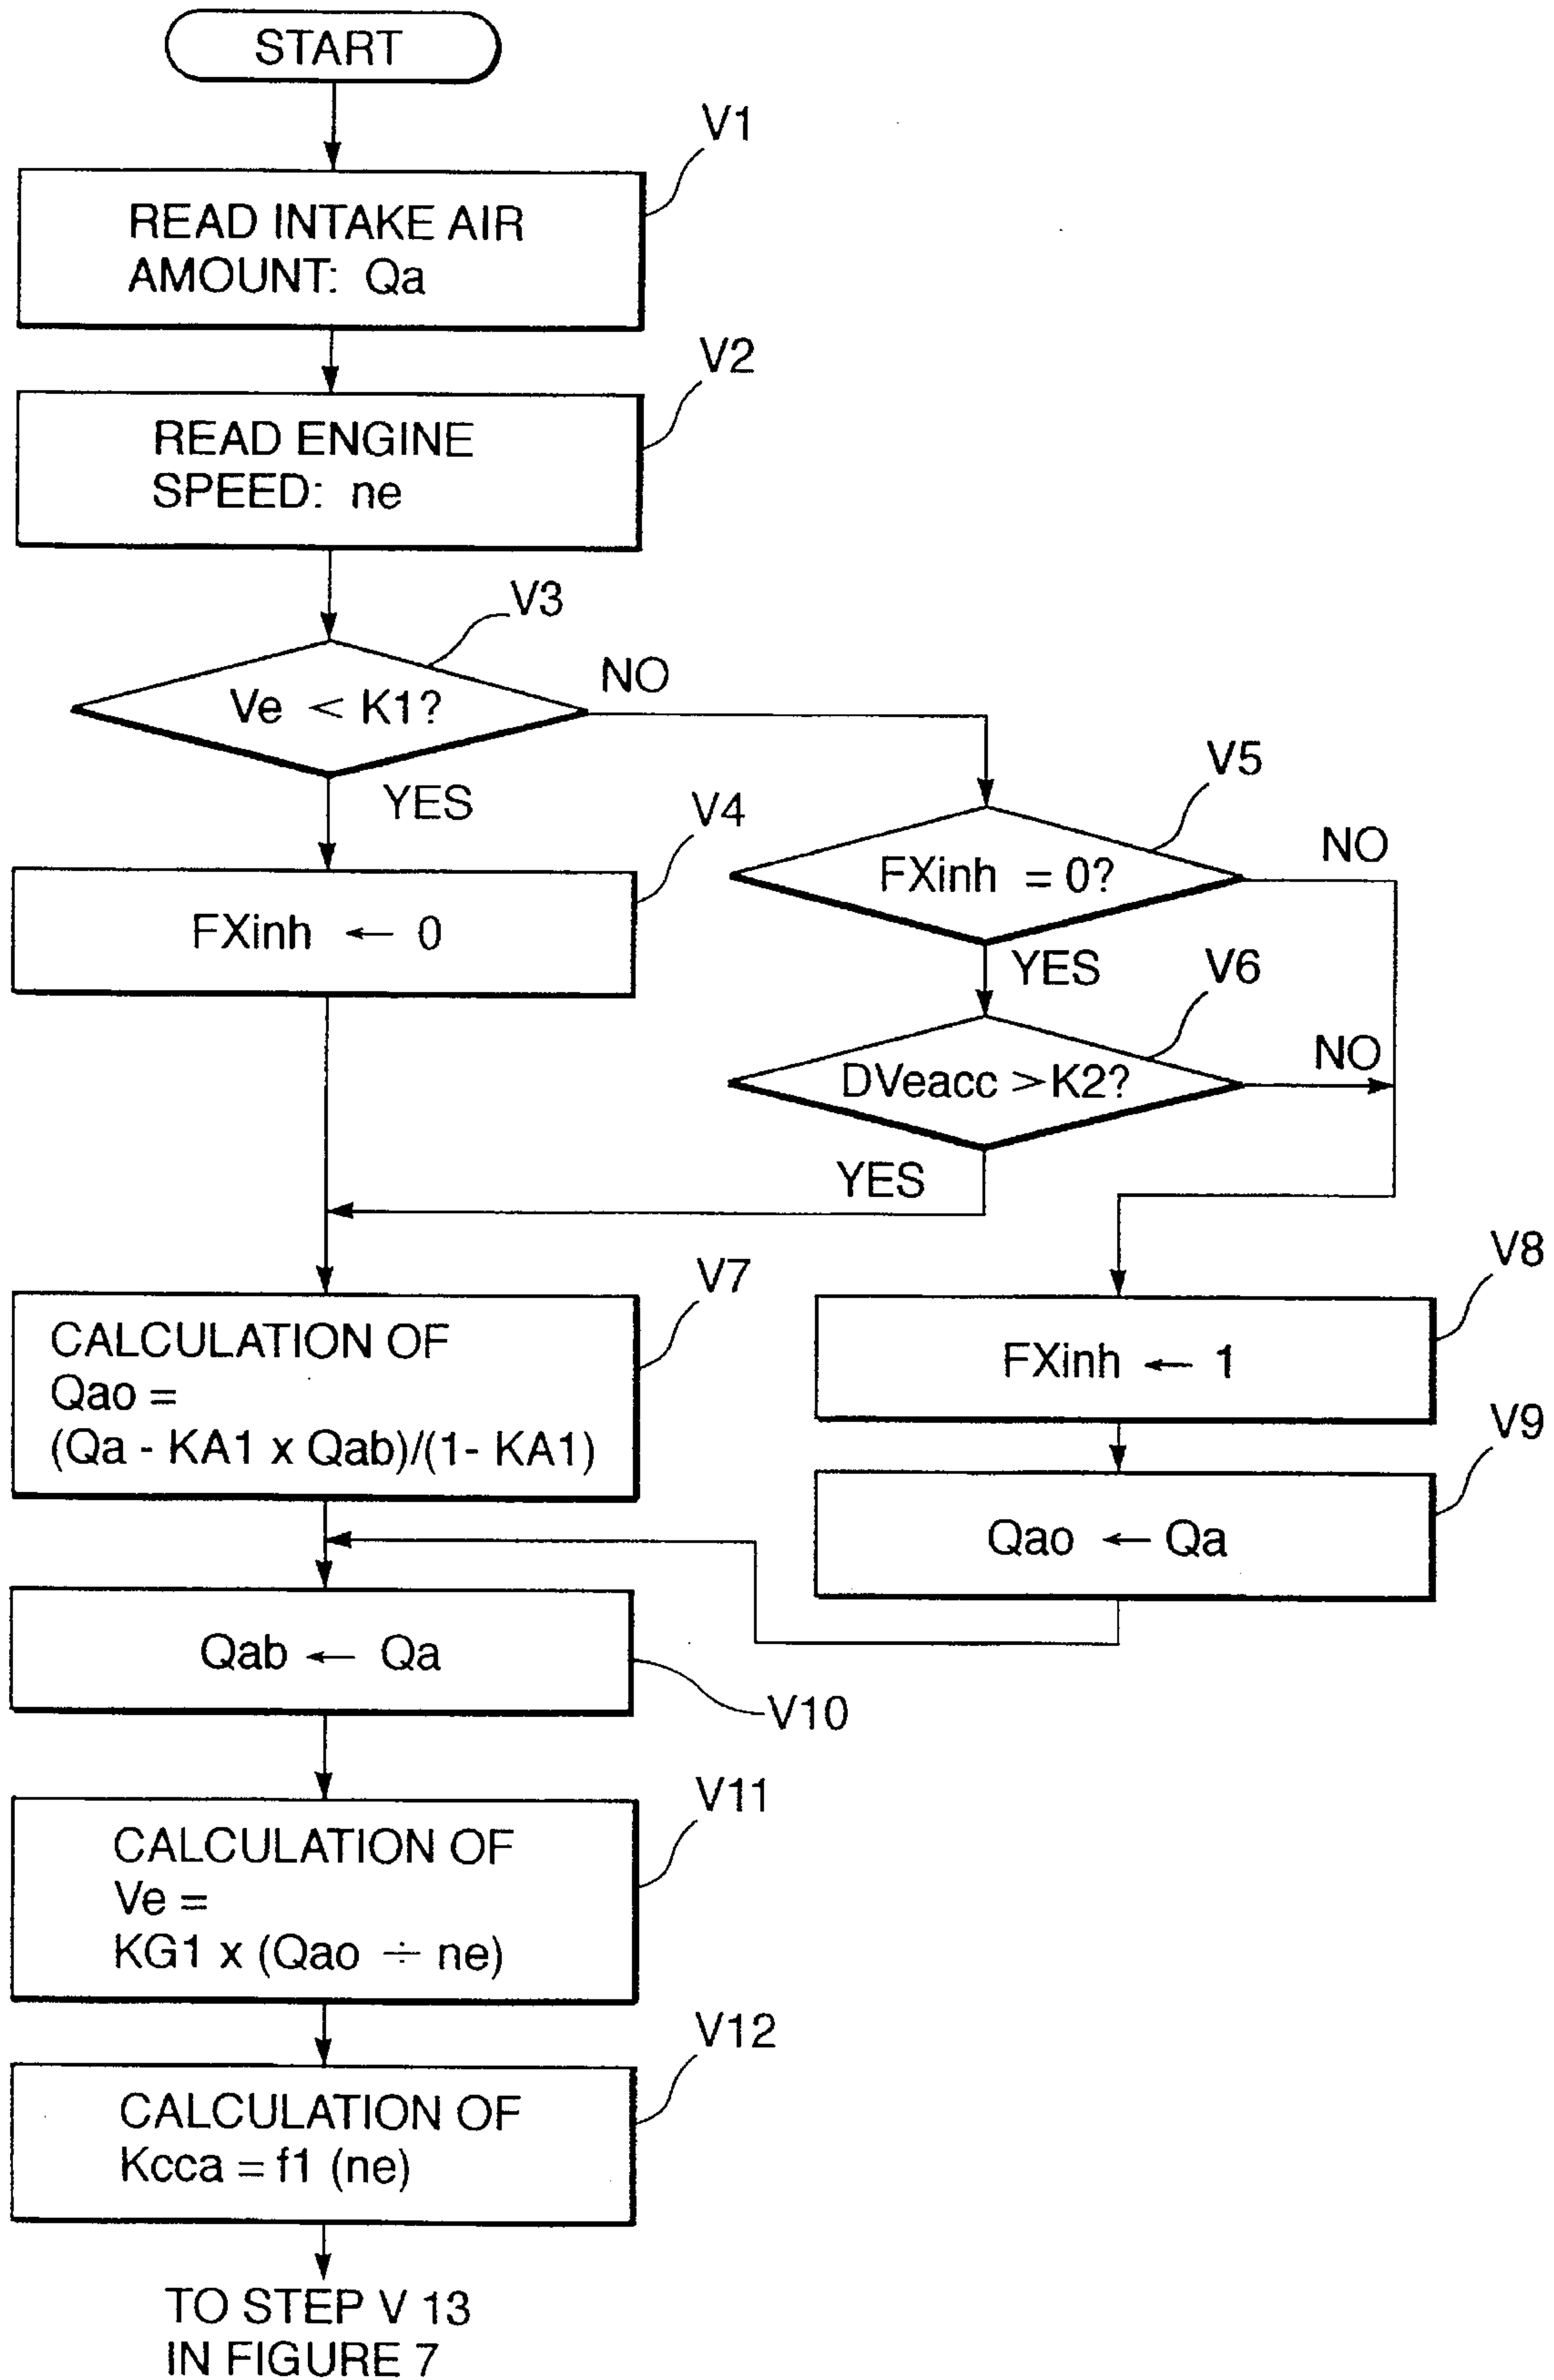 START
V1
READ INTAKE AIR
AMOUNT: Qa
V2
READ ENGINE
SPEED: ne
V3
Ve < K1?
NO
YES
V4
FXinh ← 0
V5
FXinh = 0?
NO
YES
V6
DVeacc > K2?
NO
YES
V7
CALCULATION OF
Qao =
(Qa - KA1 x Qab)/(1- KA1)
V8
FXinh ← 1
V9
Qao ← Qa
Qab ← Qa
V10
V11
CALCULATION OF
Ve =
KG1 x (Qao ÷ ne)
V12
CALCULATION OF
Kcca = f1 (ne)
TO STEP V 13
IN FIGURE 7